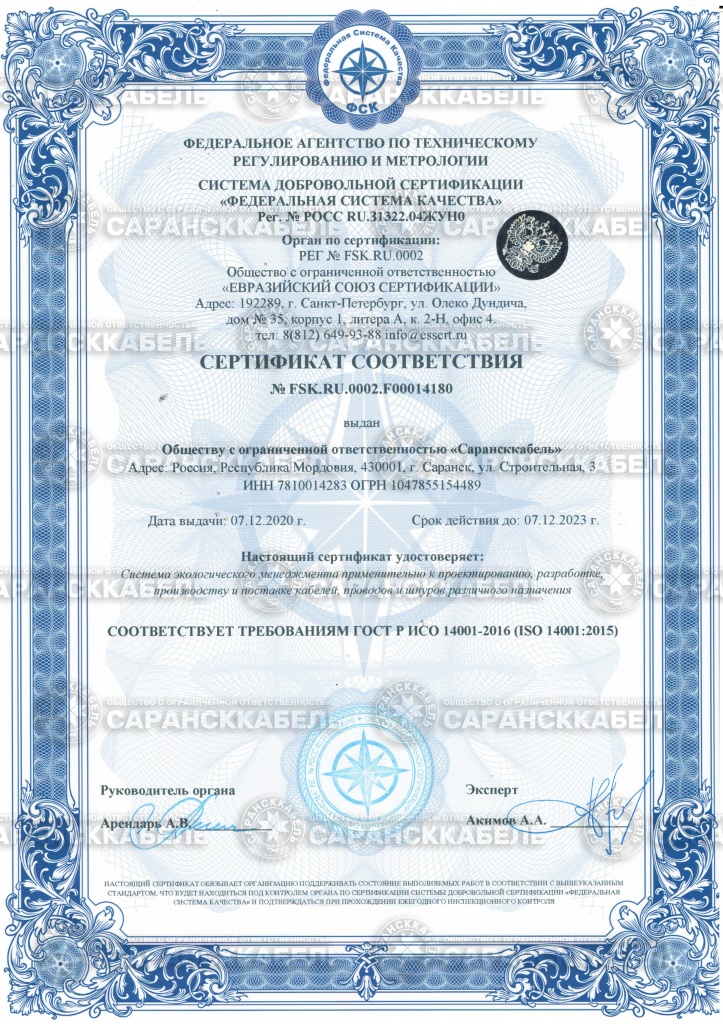 Федеральная Система Качества
ФСК
ФЕДЕРАЛЬНОЕ АГЕНТСТВО ПО ТЕХНИЧЕСКОМУ
РЕГУЛИРОВАНИЮ И МЕТРОЛОГИИ
СИСТЕМА ДОБРОВОЛЬНОЙ СЕРТИФИКАЦИИ
«ФЕДЕРАЛЬНАЯ СИСТЕМА КАЧЕСТВА»
Рег. № РОСС RU.31322.04ЖУН0
Орган по сертификации:
РЕГ № FSK.RU.0002
Общество с ограниченной ответственностью
«ЕВРАЗИЙСКИЙ СОЮЗ СЕРТИФИКАЦИИ»
Адрес: 192289, г. Санкт-Петербург, ул. Олеко Дундича,
дом № 35, корпус 1, литера А, к. 2-Н, офис 4.
тел: 8(812) 649-93-88 info@essert.ru
СЕРТИФИКАТ СООТВЕТСТВИЯ
№ FSK.RU.0002.F00014180
выдан
Обществу с ограниченной ответственностью «Саранскабель»
Адрес: Россия, Республика Мордовия, 430001, г. Саранск, ул. Строительная, 3
ИНН 7810014283 ОГРН 1047855154489
Дата выдачи: 07.12.2020 г. Срок действия до: 07.12.2023 г.
Настоящий сертификат удостоверяет:
Система экологического менеджмента применительно к проектированию, разработке,
производству и поставке кабелей, проводов и шнуров различного назначения
СООТВЕТСТВУЕТ ТРЕБОВАНИЯМ ГОСТ Р ИСО 14001-2016 (ISO 14001:2015)
ОБЩЕСТВО С ОГРАНИЧЕННОЙ ОТВЕТСТВЕННОСТЬЮ
САРАНСККАБЕЛЬ
Руководитель органа Эксперт
Арендарь А.В. Акимов А.А.
НАСТОЯЩИЙ СЕРТИФИКАТ ОБЯЗЫВАЕТ ОРГАНИЗАЦИЮ ПОДДЕРЖИВАТЬ СОСТОЯНИЕ ВЫПОЛНЯЕМЫХ РАБОТ В СООТВЕТСТВИИ С ВЫШЕУКАЗАННЫМ
СТАНДАРТОМ, ЧТО БУДЕТ НАХОДИТЬСЯ ПОД КОНТРОЛЕМ ОРГАНА ПО СЕРТИФИКАЦИИ СИСТЕМЫ ДОБРОВОЛЬНОЙ СЕРТИФИКАЦИИ «ФЕДЕРАЛЬНАЯ
СИСТЕМА КАЧЕСТВА» И ПОДТВЕРЖДАТЬСЯ ПРИ ПРОХОЖДЕНИИ ЕЖЕГОДНОГО ИНСПЕКЦИОННОГО КОНТРОЛЯ